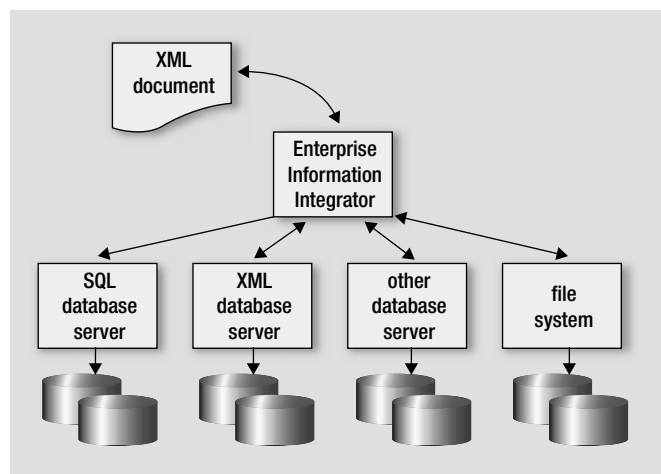 XML
document
Enterprise
Information
Integrator
SQL
database
server
XML
database
server
other
database
server
file
system